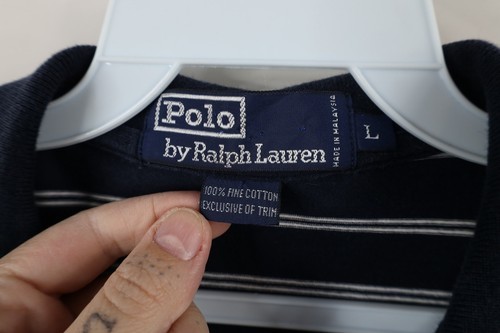 Polo
by Ralph Lauren
MADE IN MALAYSIA
L
100% FINE COTTON
EXCLUSIVE OF TRIM